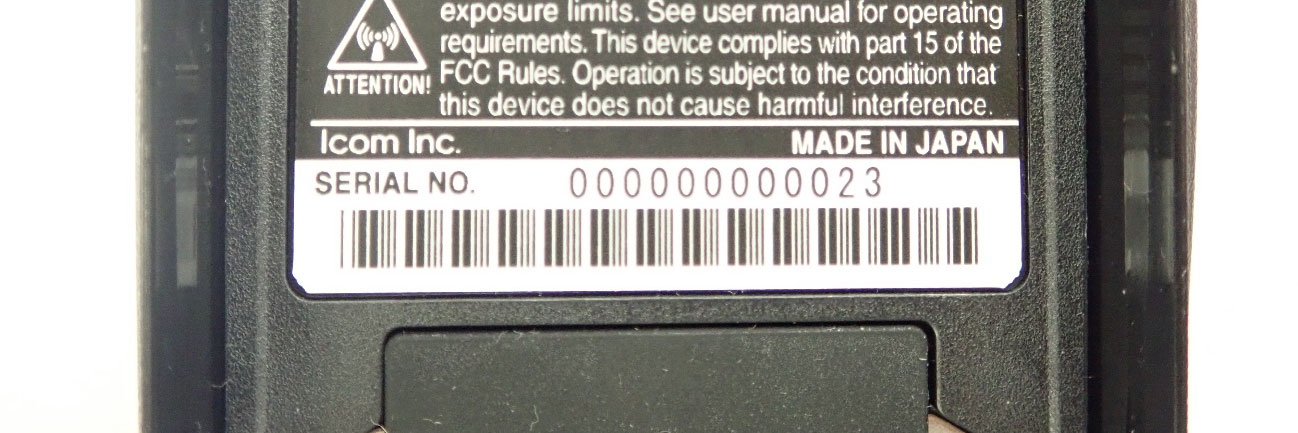 exposure limits. See user manual for operating
requirements. This device complies with part 15 of the
FCC Rules. Operation is subject to the condition that
this device does not cause harmful interference.
ATTENTION!
Icom Inc. MADE IN JAPAN
SERIAL NO. 000000000023